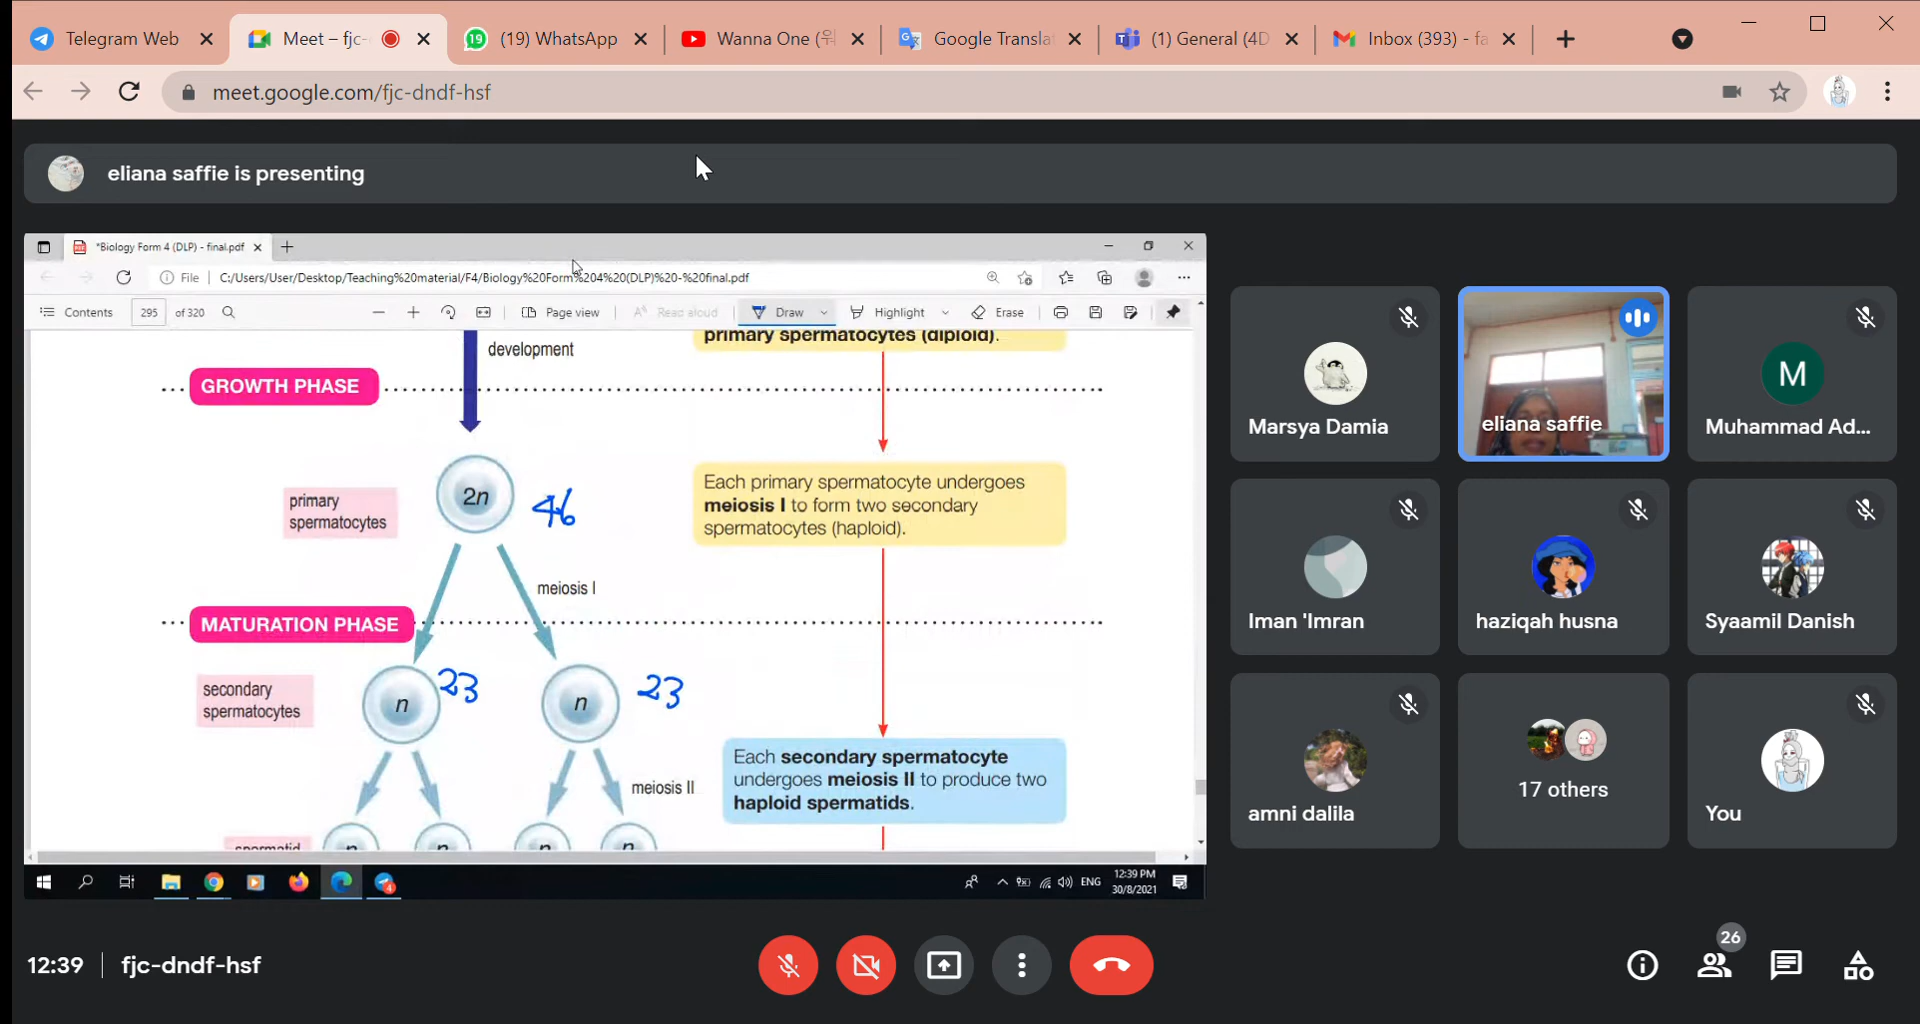 Telegram Web
Meet – fjc-
(19) WhatsApp
Wanna One (워
Google Translat
(1) General (4D
Inbox (393) - fa
meet.google.com/fjc-dndf-hsf
eliana saffie is presenting
*Biology Form 4 (DLP) - final.pdf
File
C:/Users/User/Desktop/Teaching%20material/F4/Biology%20Form%204%20(DLP)%20-%20final.pdf
Contents
295
of 320
Page view
Read aloud
Draw
Highlight
Erase
development
primary spermatocytes (diploid).
GROWTH PHASE
primary
spermatocytes
2n
46
Each primary spermatocyte undergoes
meiosis I to form two secondary
spermatocytes (haploid).
meiosis I
MATURATION PHASE
secondary
spermatocytes
n
23
n
23
Each secondary spermatocyte
undergoes meiosis II to produce two
haploid spermatids.
meiosis II
spermatid
n
n
n
n
ENG
12:39 PM
30/8/2021
Marsya Damia
eliana saffie
M
Muhammad Ad...
Iman 'Imran
haziqah husna
Syaamil Danish
amni dalila
17 others
You
12:39
fjc-dndf-hsf
26